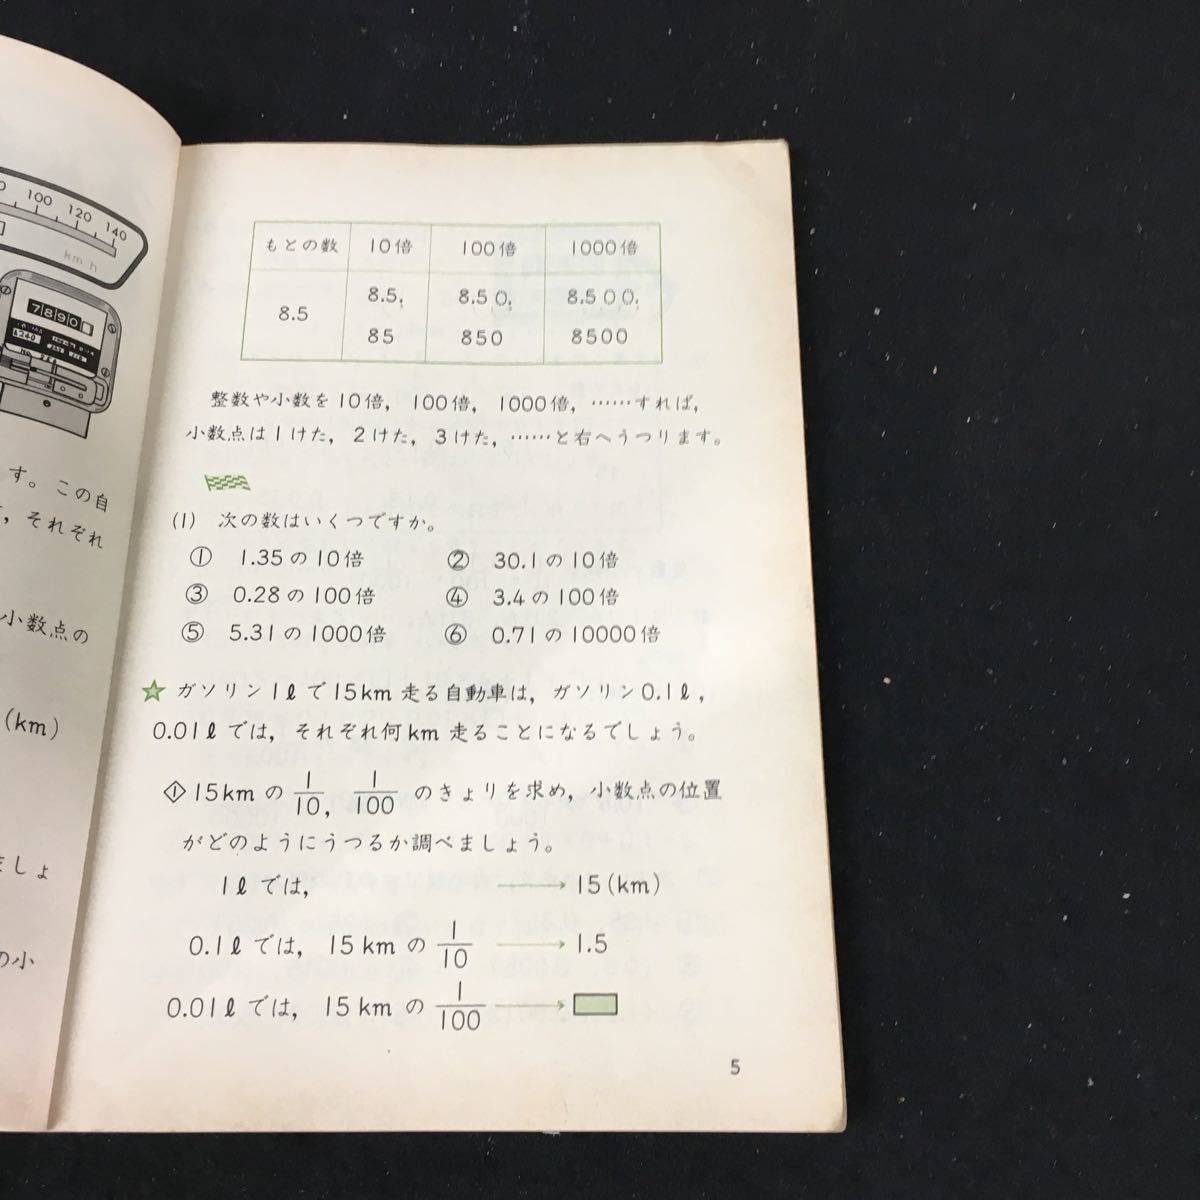 100 120 140
km h
7890
す。この自
それぞれ
小数点の
(km)
ましょ
の小
もとの数 10倍 100倍 1000倍
8.5 8.5. 8.50. 8.500.
85 850 8500
整数や小数を10倍，100倍，1000倍，……すれば，
小数点は1けた，2けた，3けた，……と右へうつります。
(1) 次の数はいくつですか。
① 1.35の10倍 ② 30.1の10倍
③ 0.28の100倍 ④ 3.4の100倍
⑤ 5.31の1000倍 ⑥ 0.71の10000倍
ガソリン1ℓで15km走る自動車は，ガソリン0.1ℓ，
0.01ℓでは，それぞれ何km走ることになるでしょう。
1 15kmの 1/10，1/100 のきょりを求め，小数点の位置
がどのようにうつるか調べましょう。
1ℓでは， → 15(km)
0.1ℓでは，15kmの 1/10 → 1.5
0.01ℓでは，15kmの 1/100 →
5